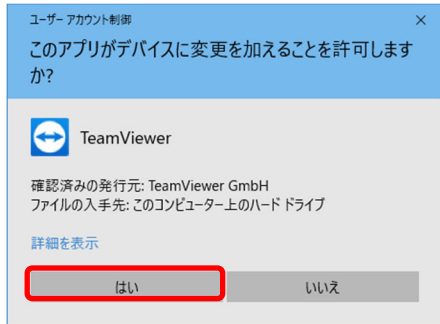 ユーザー アカウント制御
このアプリがデバイスに変更を加えることを許可します
か?
TeamViewer
確認済みの発行元: TeamViewer GmbH
ファイルの入手先: このコンピューター上のハード ドライブ
詳細を表示
はい
いいえ